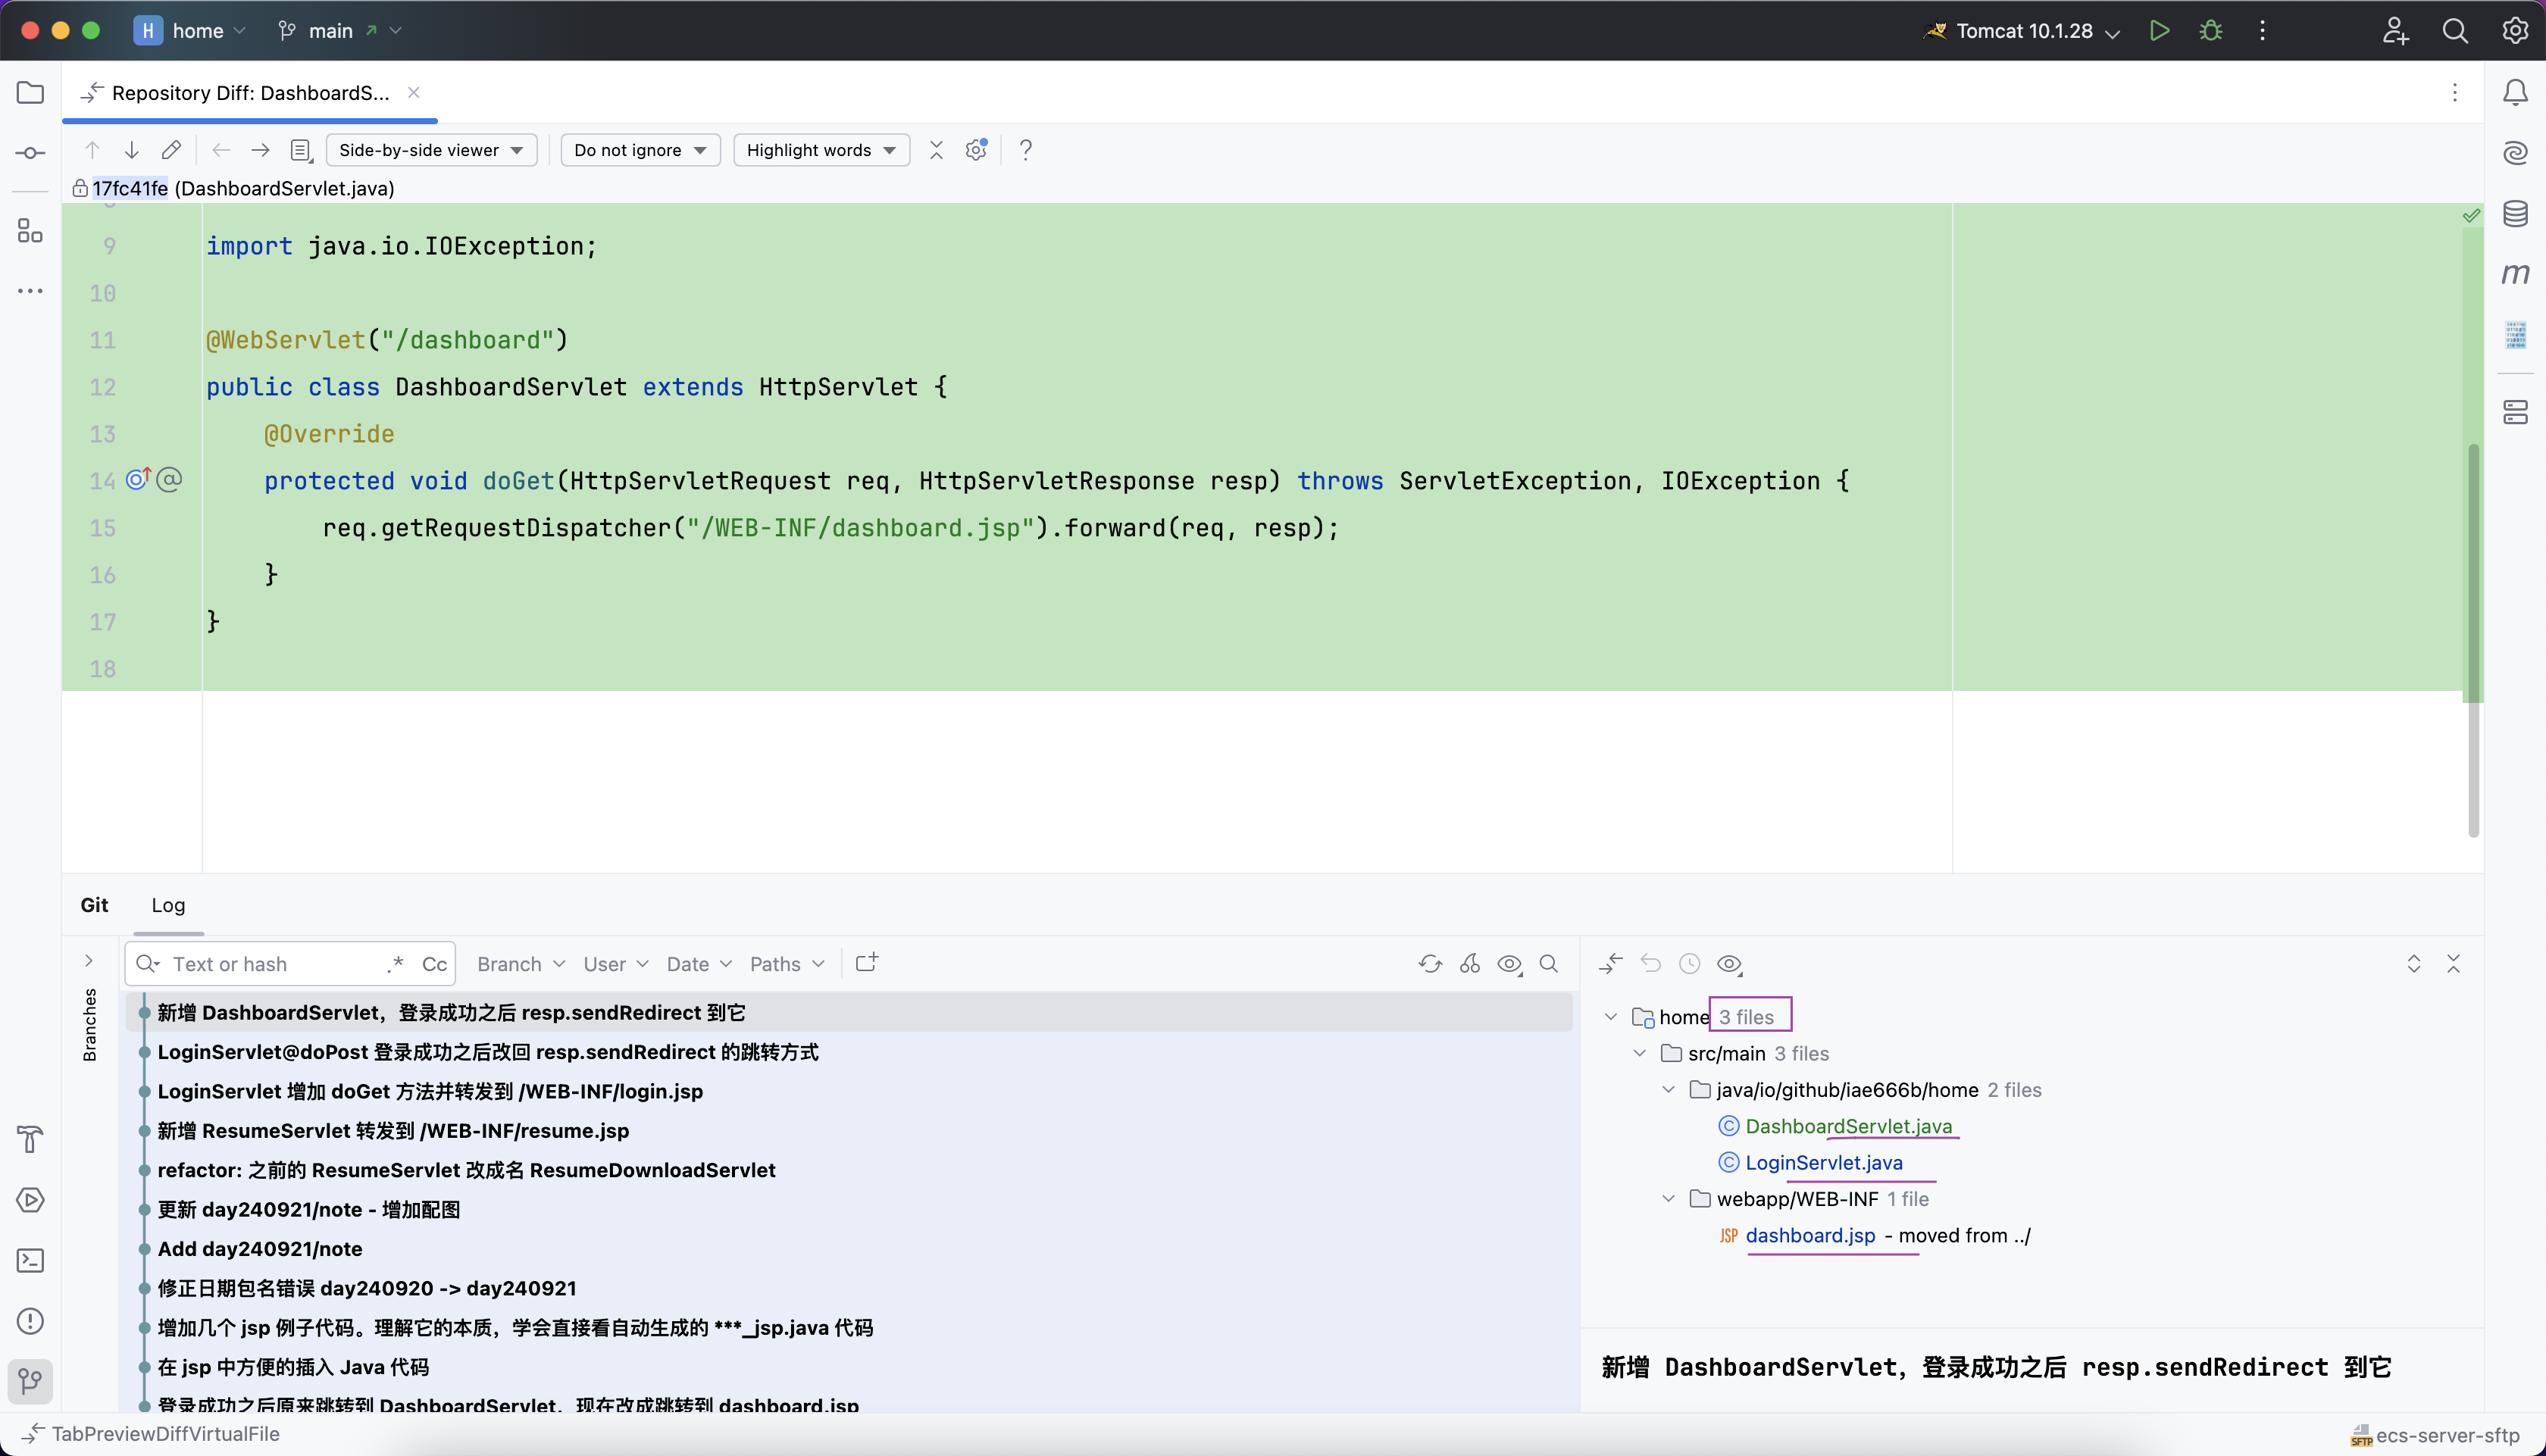 H home main Tomcat 10.1.28
Repository Diff: DashboardS...
Side-by-side viewer Do not ignore Highlight words ?
17fc41fe (DashboardServlet.java)
9 import java.io.IOException;
10
11 @WebServlet("/dashboard")
12 public class DashboardServlet extends HttpServlet {
13 @Override
14 protected void doGet(HttpServletRequest req, HttpServletResponse resp) throws ServletException, IOException {
15 req.getRequestDispatcher("/WEB-INF/dashboard.jsp").forward(req, resp);
16 }
17 }
18
Git Log
Text or hash .* Cc Branch User Date Paths
Branches
新增 DashboardServlet，登录成功之后 resp.sendRedirect 到它
LoginServlet@doPost 登录成功之后改回 resp.sendRedirect 的跳转方式
LoginServlet 增加 doGet 方法并转发到 /WEB-INF/login.jsp
新增 ResumeServlet 转发到 /WEB-INF/resume.jsp
refactor: 之前的 ResumeServlet 改成名 ResumeDownloadServlet
更新 day240921/note - 增加配图
Add day240921/note
修正日期包名错误 day240920 -> day240921
增加几个 jsp 例子代码。理解它的本质，学会直接看自动生成的 ***_jsp.java 代码
在 jsp 中方便的插入 Java 代码
登录成功之后原来跳转到 DashboardServlet，现在改成跳转到 dashboard.jsp
home 3 files
src/main 3 files
java/io/github/iae666b/home 2 files
DashboardServlet.java
LoginServlet.java
webapp/WEB-INF 1 file
JSP dashboard.jsp - moved from ../
新增 DashboardServlet，登录成功之后 resp.sendRedirect 到它
TabPreviewDiffVirtualFile
SFTP ecs-server-sftp